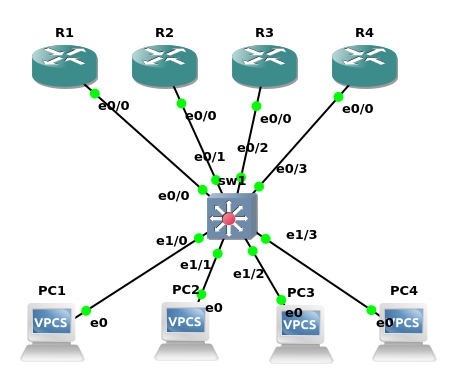 R1
R2
R3
R4
e0/0
e0/0
e0/0
e0/0
e0/1
e0/2
e0/3
e0/0
sw1
e1/0
e1/1
e1/2
e1/3
PC1
PC2
PC3
PC4
e0
e0
e0
e0
VPCS
VPCS
VPCS
VPCS